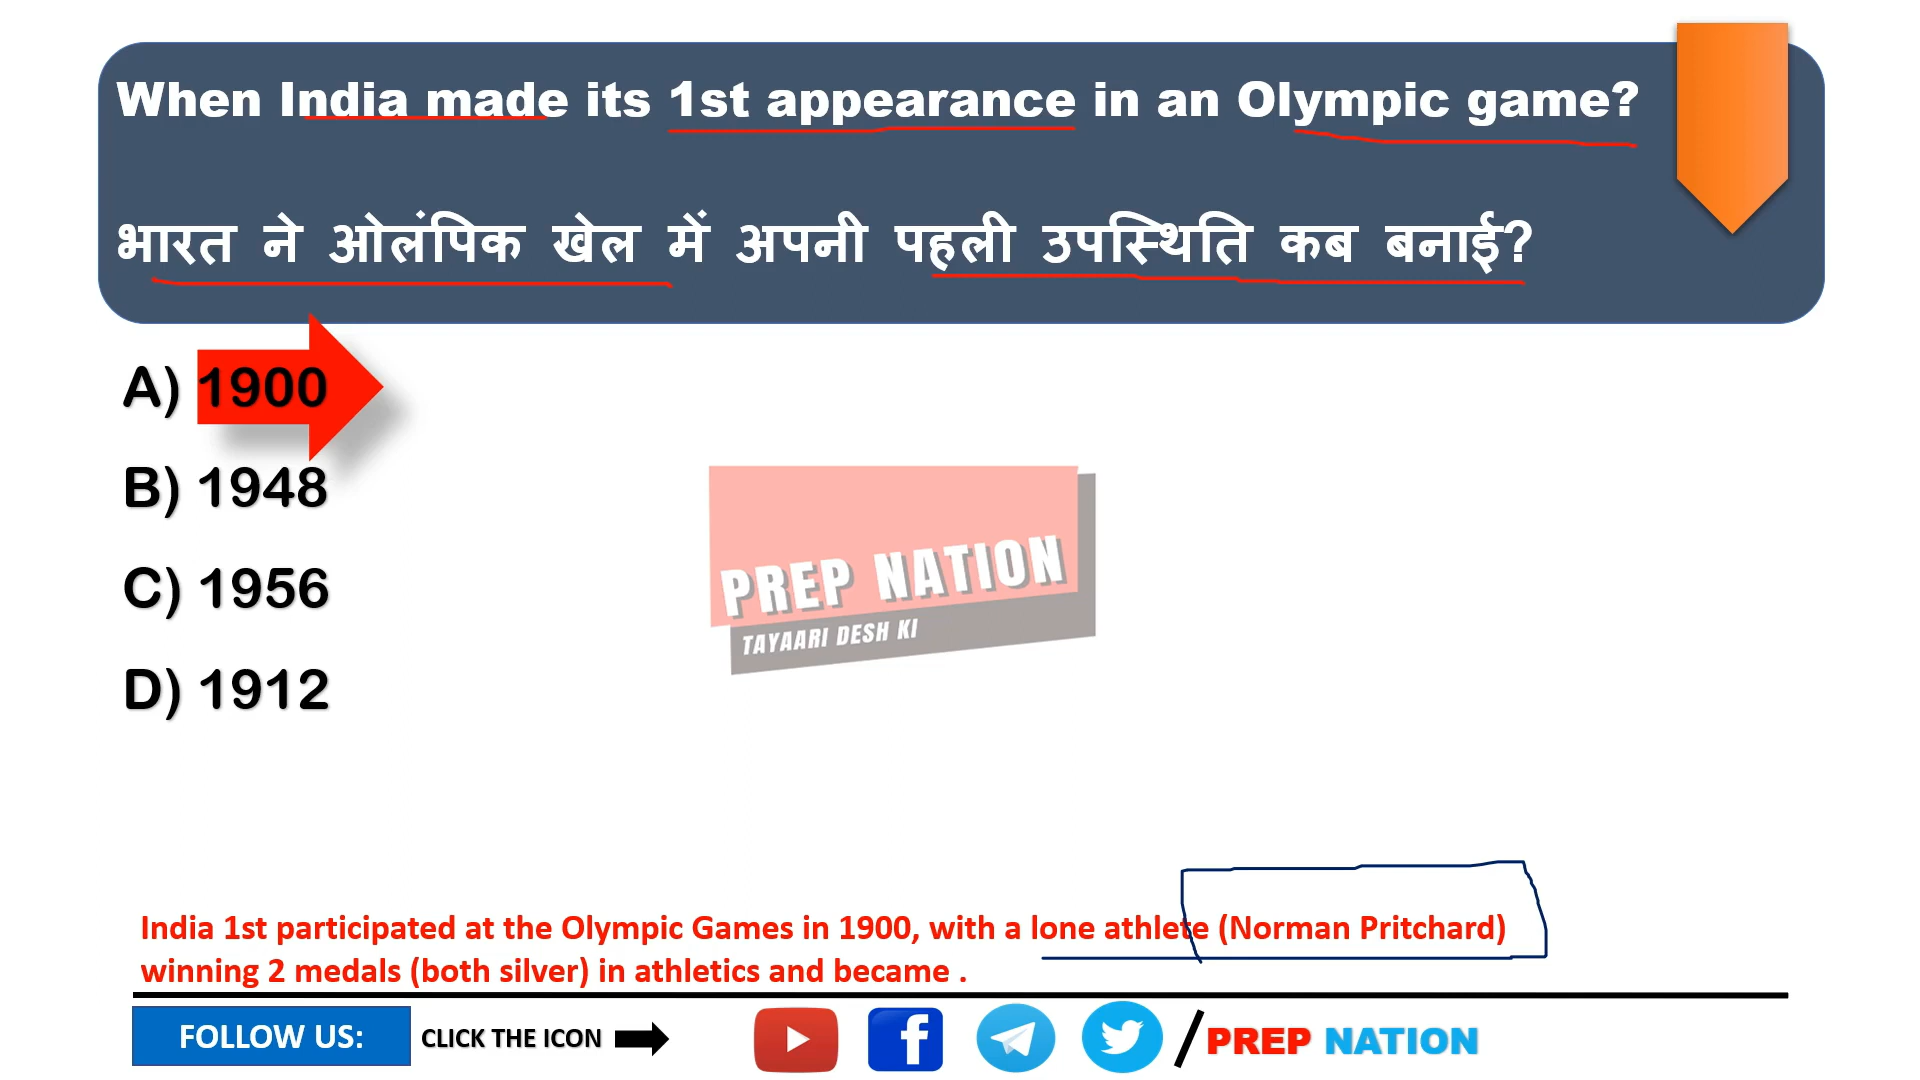 When India made its 1st appearance in an Olympic game?
भारत ने ओलंपिक खेल में अपनी पहली उपस्थिति कब बनाई?
A) 1900
B) 1948
C) 1956
D) 1912
PREP NATION
TAYAARI DESH KI
India 1st participated at the Olympic Games in 1900, with a lone athlete (Norman Pritchard)
winning 2 medals (both silver) in athletics and became .
FOLLOW US: CLICK THE ICON /PREP NATION